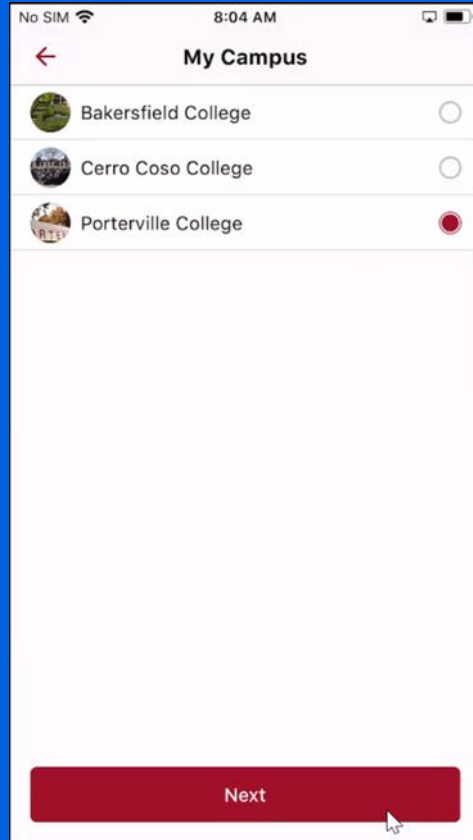 No SIM 8:04 AM
My Campus
Bakersfield College
Cerro Coso College
Porterville College
Next